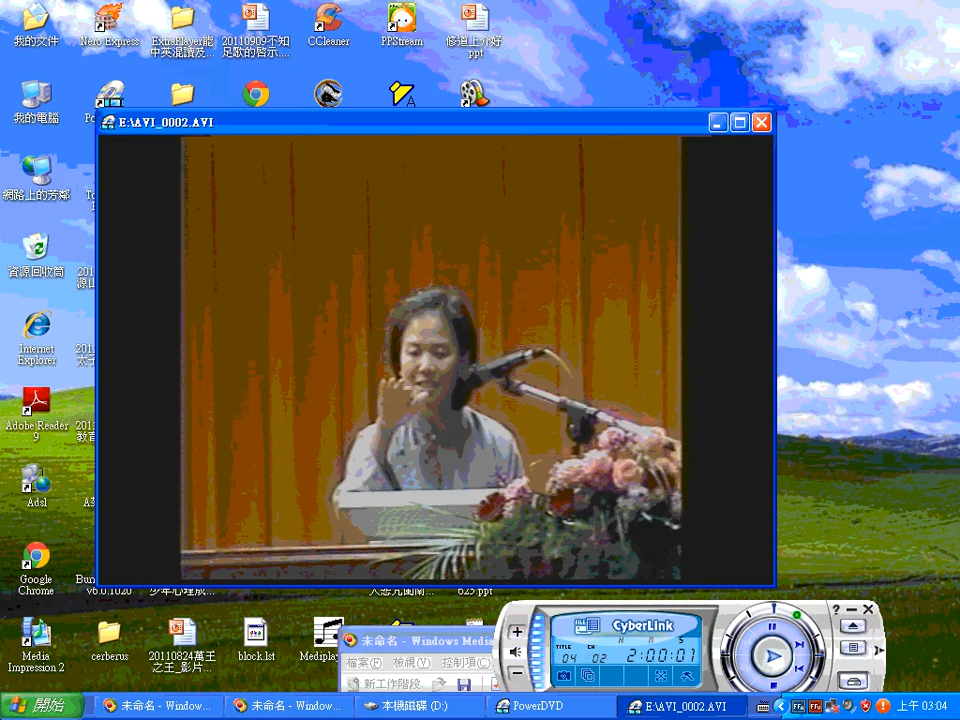 我的文件
Nero Express
ExtraPlayer能
中英混讀及...
20110909不知
足歌的啓示....
CCleaner
PPStream
修道上介好
ppt
我的電腦
E:\AVI_0002.AVI
網路上的芳鄰
資源回收筒
Internet
Explorer
Adobe Reader
9
Adsl
Google
Chrome
v6.0.1020
623.ppt
Media
Impression 2
cerberus
20110824萬王
之王_影片...
block.lst
未命名 - Windows Media
檔案(F) 檢視(V) 控制項(C)
新工作階段
CyberLink
H M S
TITLE CH
04 02 2:00:01
開始
未命名 - Window...
未命名 - Window...
本機磁碟 (D:)
PowerDVD
E:\AVI_0002.AVI
上午 03:04